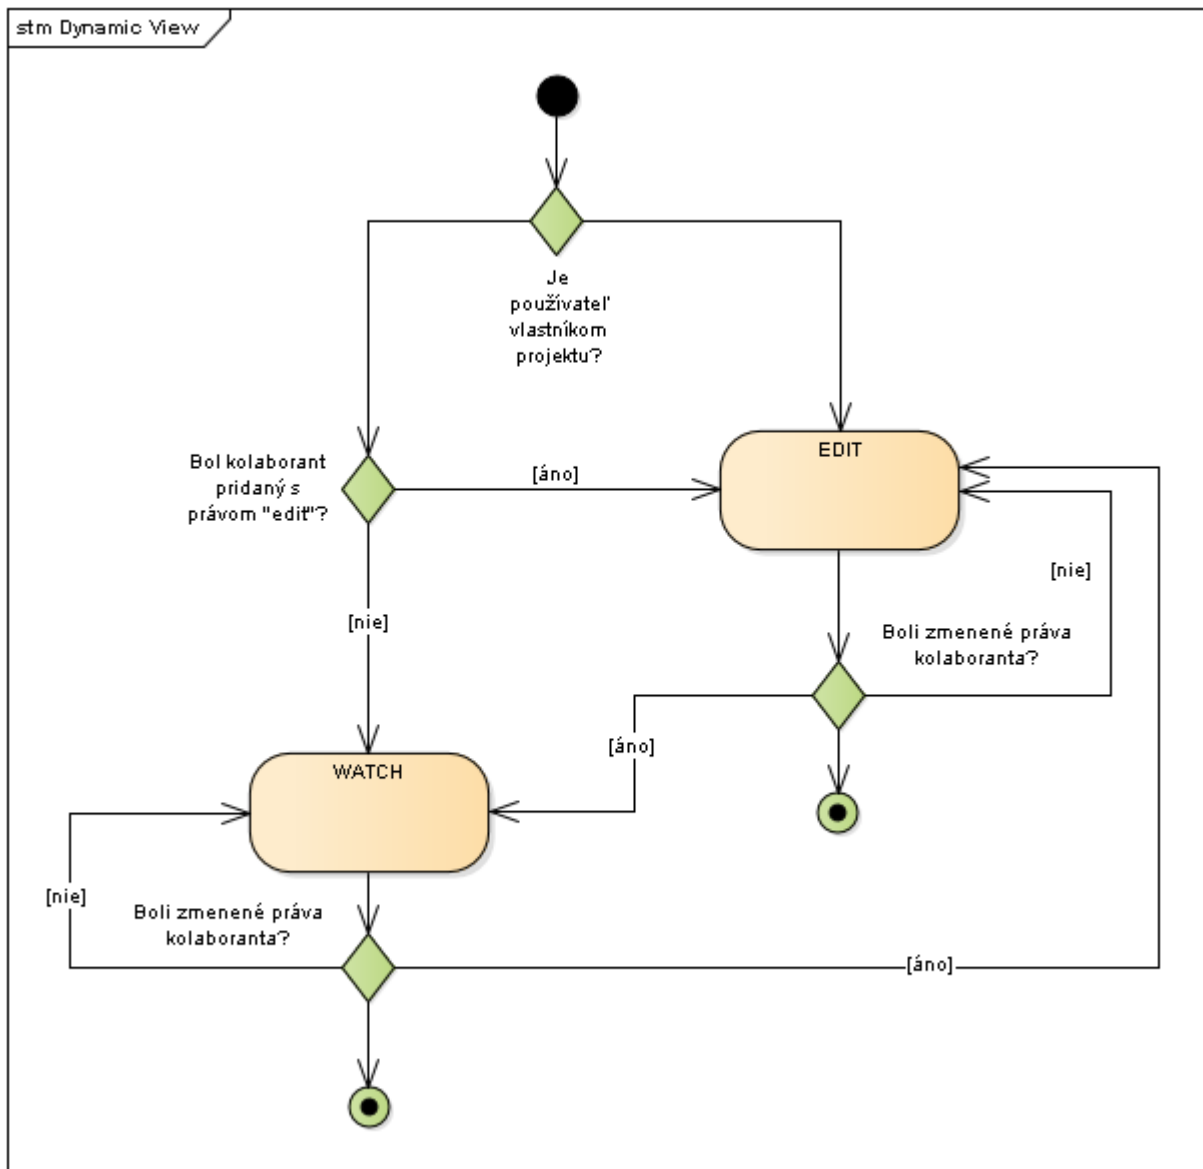 stm Dynamic View
Je
používateľ
vlastníkom
projektu?
EDIT
Bol kolaborant
pridaný s
právom "edit"?
[áno]
[nie]
[nie]
Boli zmenené práva
kolaboranta?
[áno]
WATCH
[nie]
Boli zmenené práva
kolaboranta?
[áno]